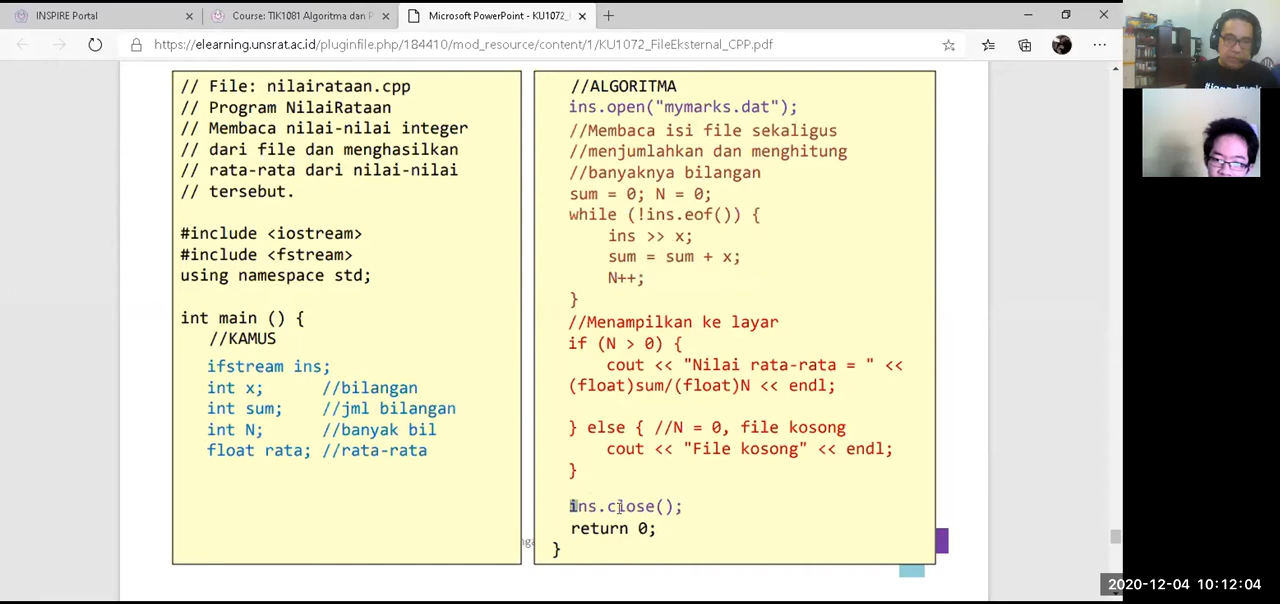 INSPIRE Portal
Course: TIK1081 Algoritma dan P
Microsoft PowerPoint - KU1072_
https://elearning.unsrat.ac.id/pluginfile.php/184410/mod_resource/content/1/KU1072_FileEksternal_CPP.pdf
// File: nilairataan.cpp
// Program NilaiRataan
// Membaca nilai-nilai integer
// dari file dan menghasilkan
// rata-rata dari nilai-nilai
// tersebut.
#include <iostream>
#include <fstream>
using namespace std;
int main () {
//KAMUS
ifstream ins;
int x; //bilangan
int sum; //jml bilangan
int N; //banyak bil
float rata; //rata-rata
//ALGORITMA
ins.open("mymarks.dat");
//Membaca isi file sekaligus
//menjumlahkan dan menghitung
//banyaknya bilangan
sum = 0; N = 0;
while (!ins.eof()) {
ins >> x;
sum = sum + x;
N++;
}
//Menampilkan ke layar
if (N > 0) {
cout << "Nilai rata-rata = " <<
(float)sum/(float)N << endl;
} else { //N = 0, file kosong
cout << "File kosong" << endl;
}
ins.close();
return 0;
}
2020-12-04 10:12:04